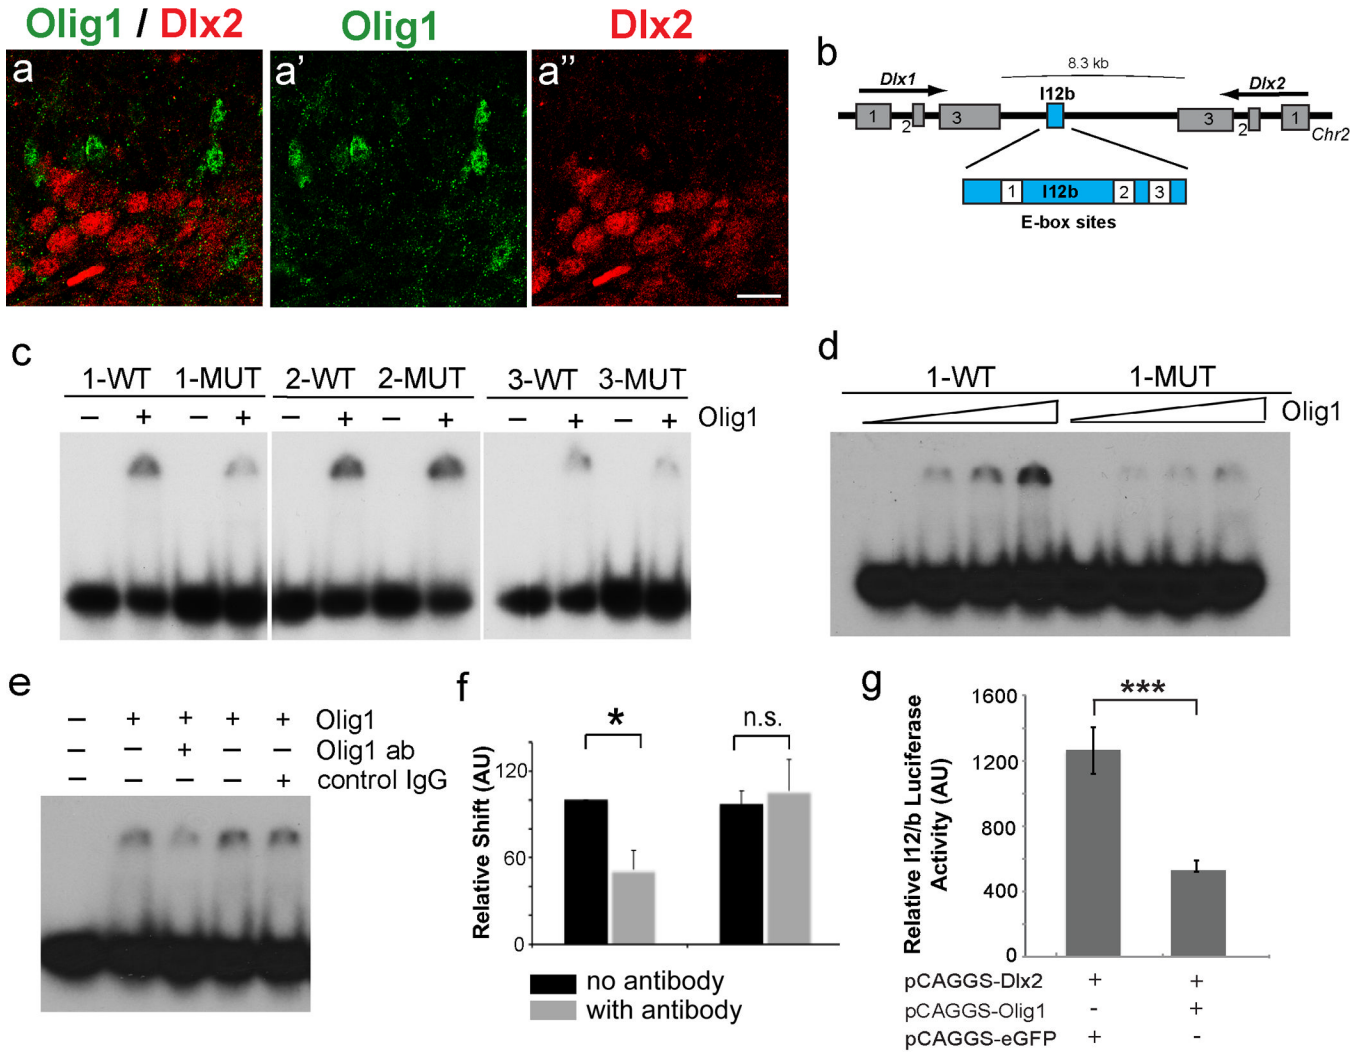 Olig1 / Dlx2
Olig1
Dlx2
a
a'
a"
b
8.3 kb
Dlx1
I12b
Dlx2
1
2
3
3
2
1
Chr2
1
I12b
2
3
E-box sites
c
1-WT 1-MUT 2-WT 2-MUT 3-WT 3-MUT
– + – + – + – + – + – + Olig1
d
1-WT 1-MUT
Olig1
e
– + + + + Olig1
– – + – – Olig1 ab
– – – – + control IgG
f
Relative Shift (AU)
120
60
0
*
n.s.
no antibody
with antibody
g
Relative I12/b Luciferase
Activity (AU)
1600
1200
800
400
0
***
pCAGGS-Dlx2 + +
pCAGGS-Olig1 - +
pCAGGS-eGFP + -